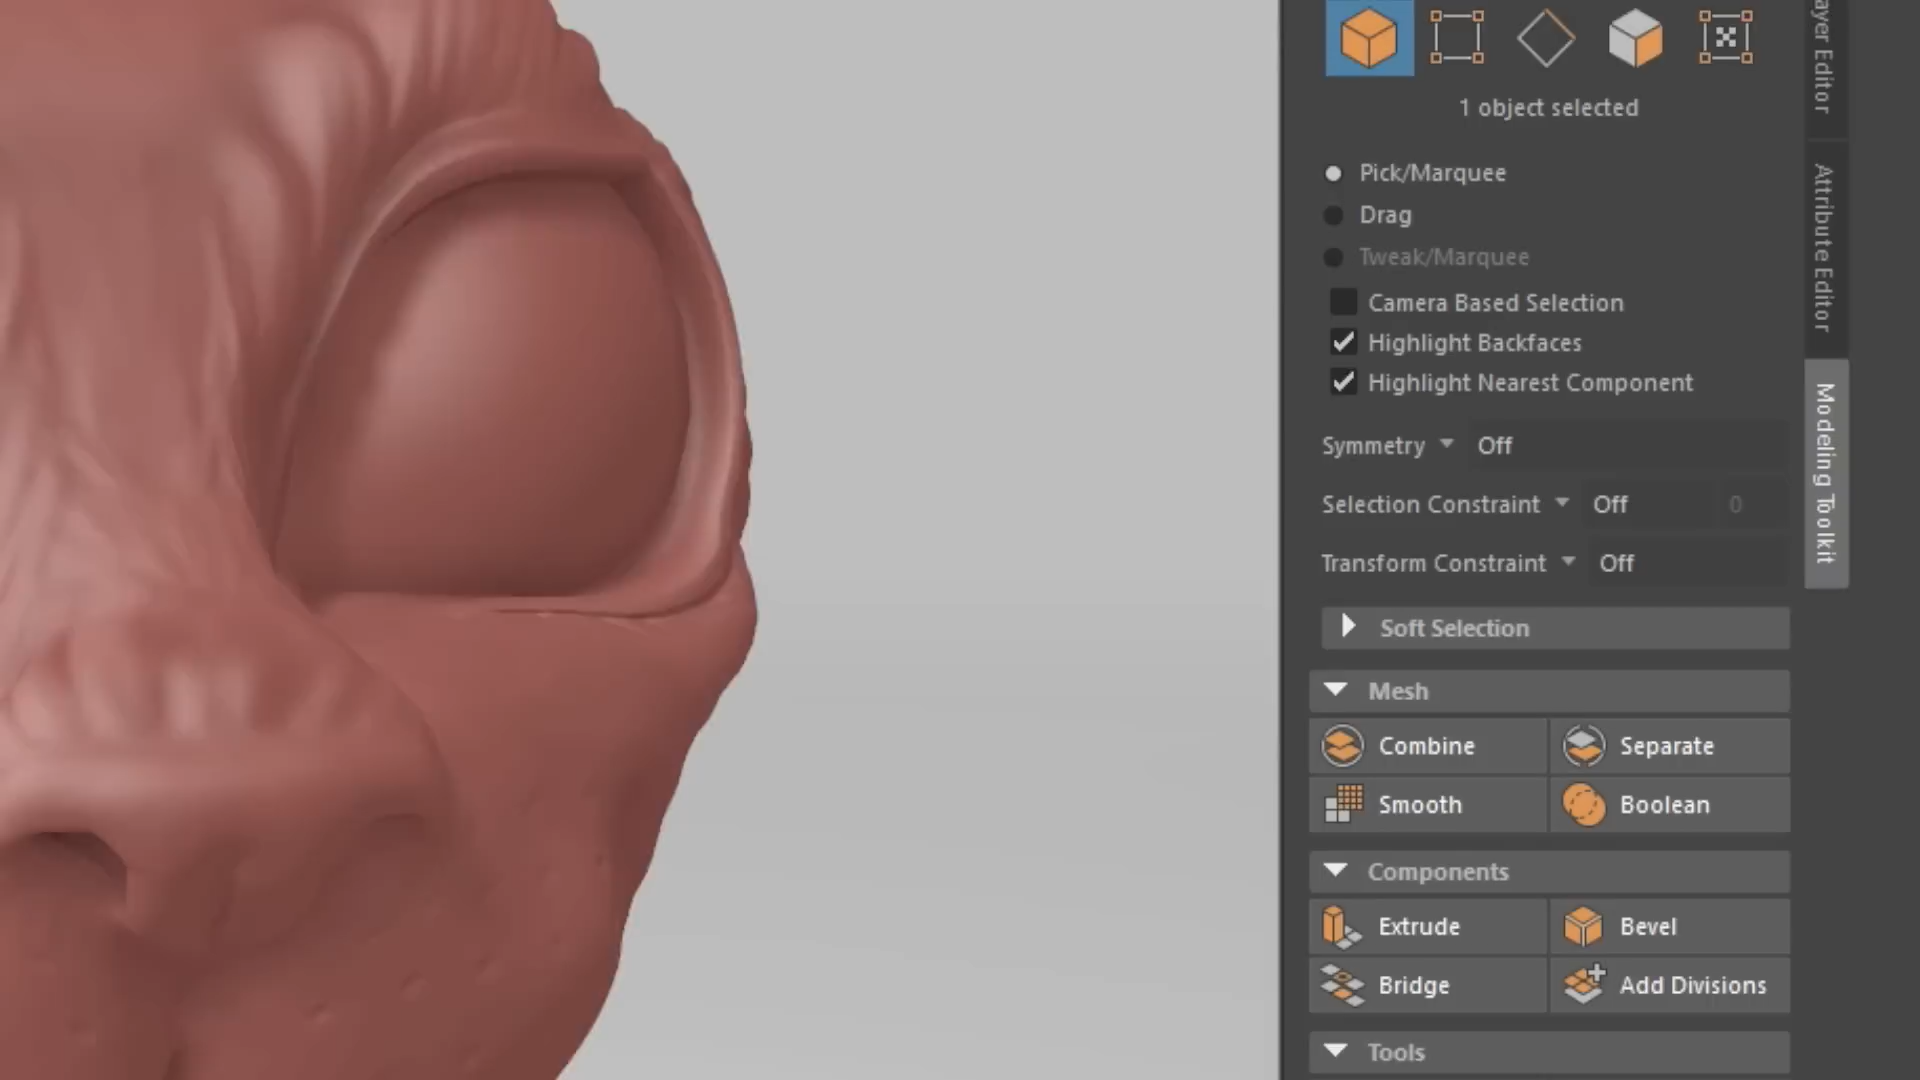 1 object selected
Pick/Marquee
Drag
Tweak/Marquee
Camera Based Selection
Highlight Backfaces
Highlight Nearest Component
Symmetry Off
Selection Constraint Off 0
Transform Constraint Off
Soft Selection
Mesh
Combine Separate
Smooth Boolean
Components
Extrude Bevel
Bridge Add Divisions
Tools
Editor
Attribute Editor
Modeling Toolkit